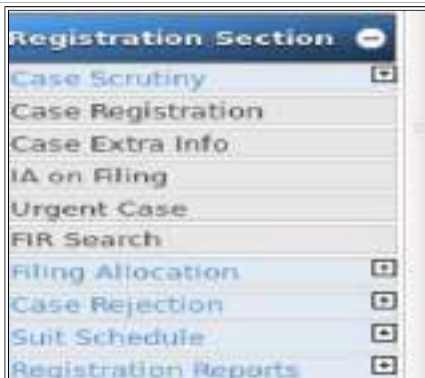 Registration Section
Case Scrutiny
Case Registration
Case Extra Info
IA on Filing
Urgent Case
FIR Search
Filing Allocation
Case Rejection
Suit Schedule
Registration Reports